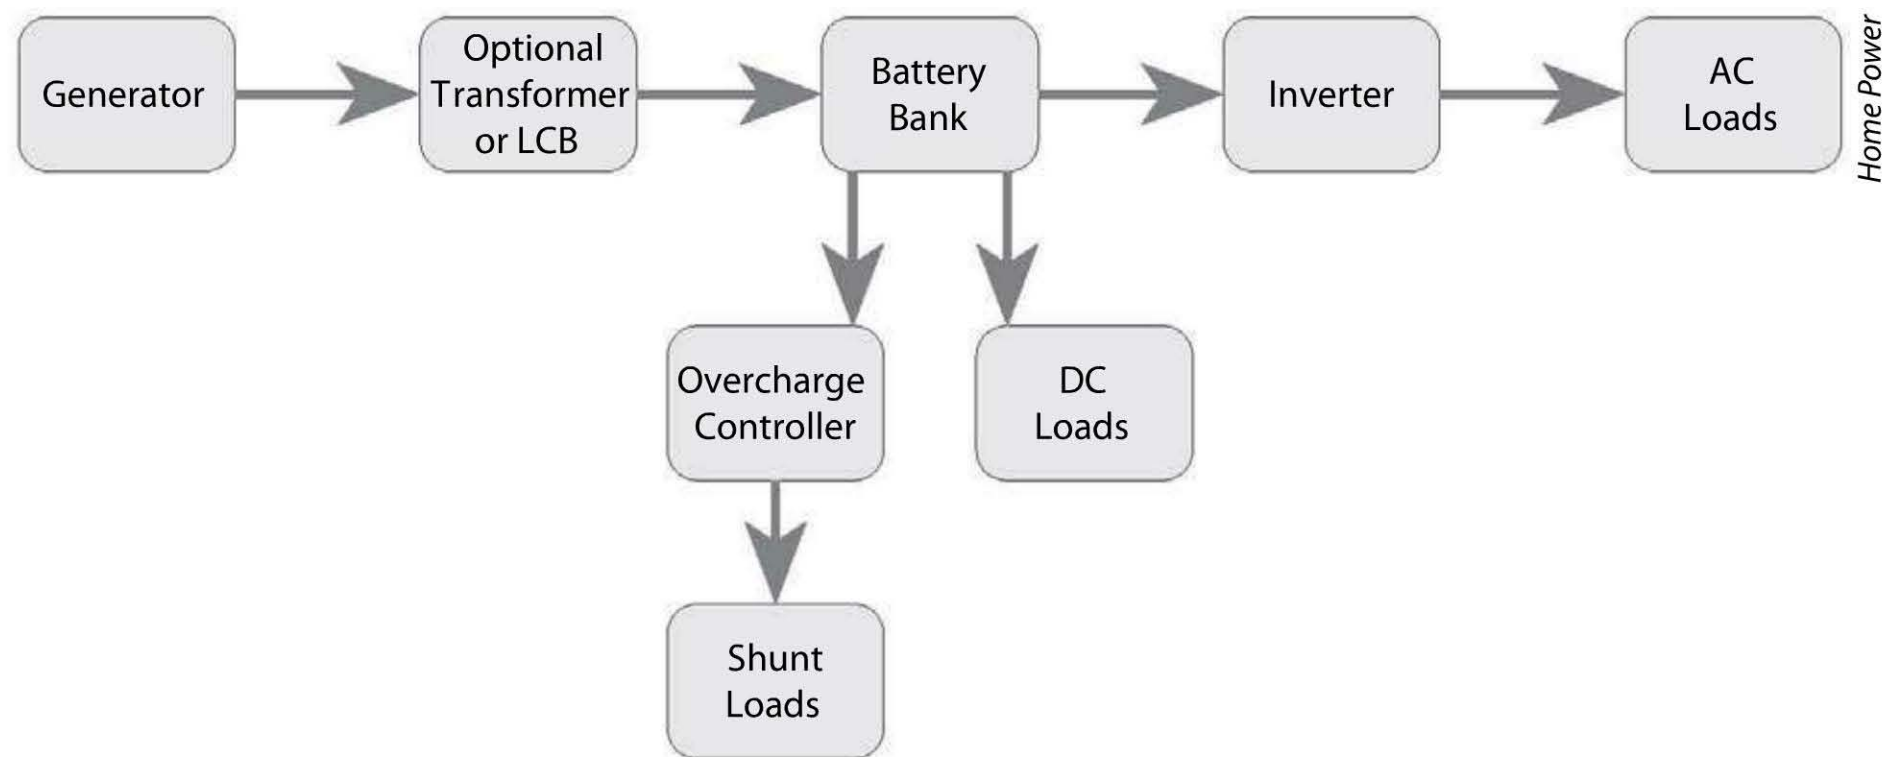 Generator
Optional
Transformer
or LCB
Battery
Bank
Inverter
AC
Loads
Home Power
Overcharge
Controller
DC
Loads
Shunt
Loads